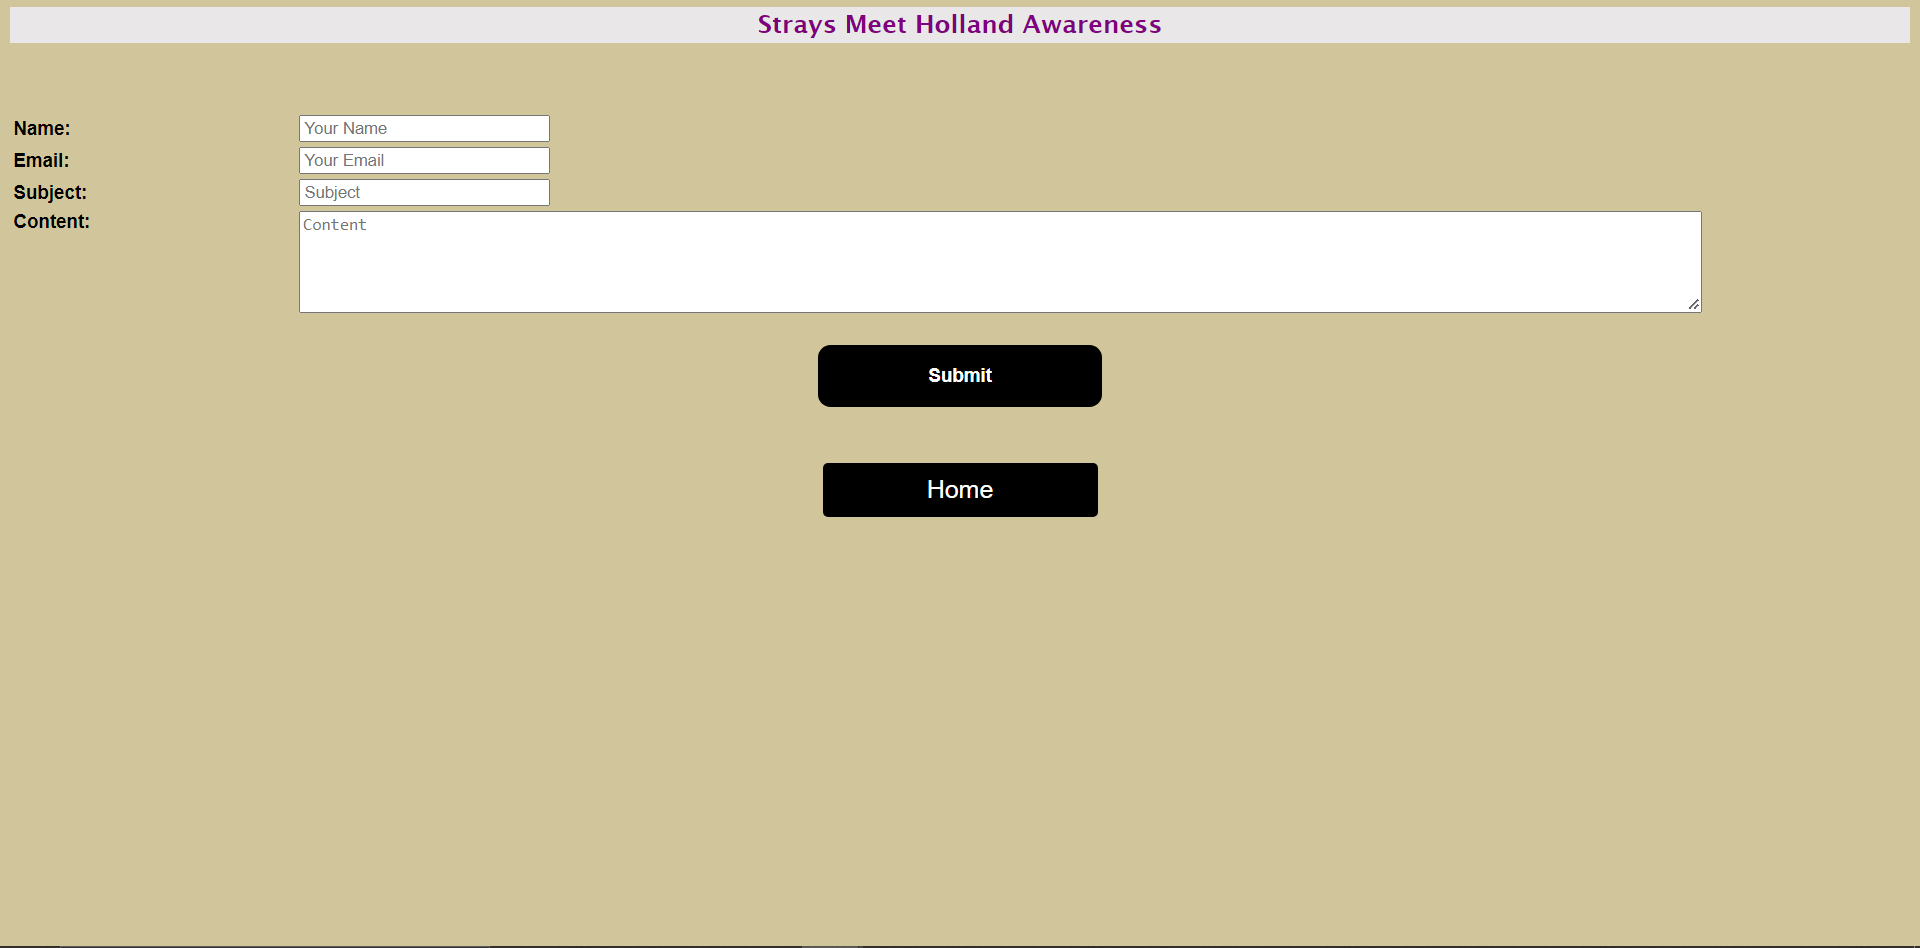 Strays Meet Holland Awareness
Name: Your Name
Email: Your Email
Subject: Subject
Content: Content
Submit
Home